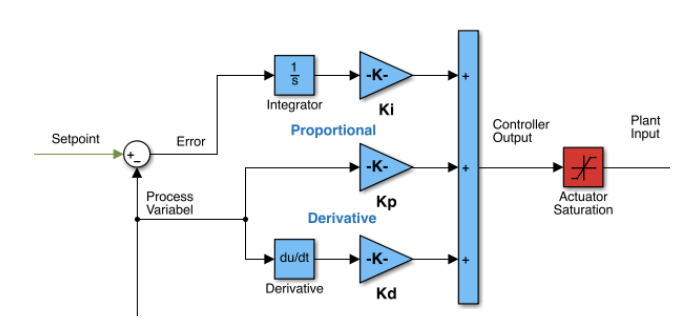 1
s
-K-
+
Integrator
Ki
Setpoint
+
−
Error
Proportional
Controller
Output
Plant
Input
-K-
+
Process
Variabel
Kp
Actuator
Saturation
Derivative
du/dt
-K-
+
Derivative
Kd